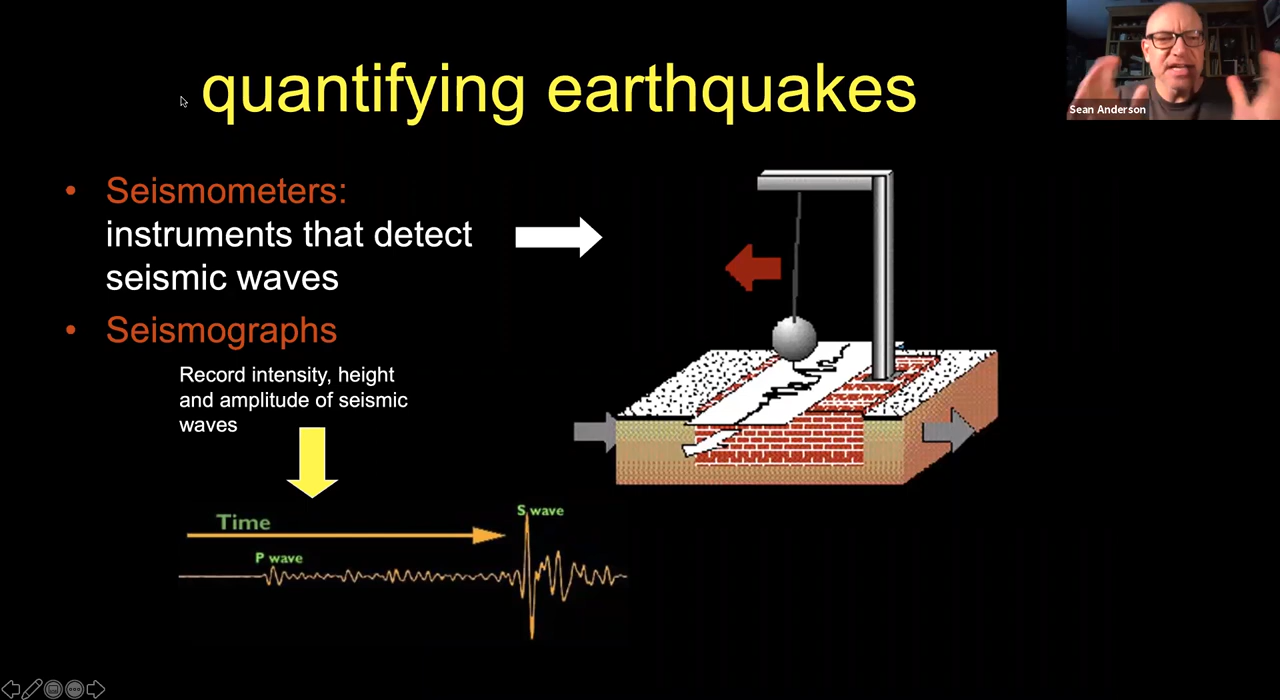 quantifying earthquakes
Sean Anderson
• Seismometers:
instruments that detect
seismic waves
• Seismographs
Record intensity, height
and amplitude of seismic
waves
Time
S wave
P wave